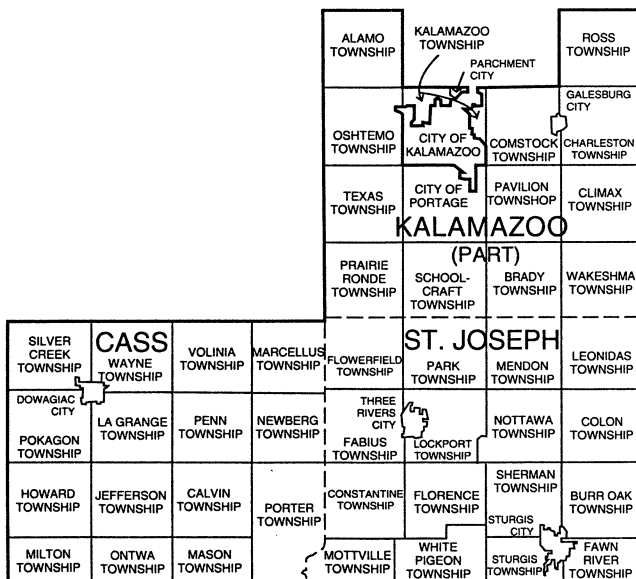 ALAMO
TOWNSHIP
KALAMAZOO
TOWNSHIP
PARCHMENT
CITY
ROSS
TOWNSHIP
OSHTEMO
TOWNSHIP
CITY OF
KALAMAZOO
COMSTOCK
TOWNSHIP
GALESBURG
CITY
CHARLESTON
TOWNSHIP
TEXAS
TOWNSHIP
CITY OF
PORTAGE
PAVILION
TOWNSHOP
CLIMAX
TOWNSHIP
KALAMAZOO
(PART)
PRAIRIE
RONDE
TOWNSHIP
SCHOOL-
CRAFT
TOWNSHIP
BRADY
TOWNSHIP
WAKESHMA
TOWNSHIP
CASS
ST. JOSEPH
SILVER
CREEK
TOWNSHIP
WAYNE
TOWNSHIP
VOLINIA
TOWNSHIP
MARCELLUS
TOWNSHIP
FLOWERFIELD
TOWNSHIP
PARK
TOWNSHIP
MENDON
TOWNSHIP
LEONIDAS
TOWNSHIP
DOWAGIAC
CITY
POKAGON
TOWNSHIP
LA GRANGE
TOWNSHIP
PENN
TOWNSHIP
NEWBERG
TOWNSHIP
THREE
RIVERS
CITY
FABIUS
TOWNSHIP
LOCKPORT
TOWNSHIP
NOTTAWA
TOWNSHIP
COLON
TOWNSHIP
HOWARD
TOWNSHIP
JEFFERSON
TOWNSHIP
CALVIN
TOWNSHIP
PORTER
TOWNSHIP
CONSTANTINE
TOWNSHIP
FLORENCE
TOWNSHIP
SHERMAN
TOWNSHIP
BURR OAK
TOWNSHIP
MILTON
TOWNSHIP
ONTWA
TOWNSHIP
MASON
TOWNSHIP
MOTTVILLE
TOWNSHIP
WHITE
PIGEON
TOWNSHIP
STURGIS
CITY
STURGIS
TOWNSHIP
FAWN
RIVER
TOWNSHIP